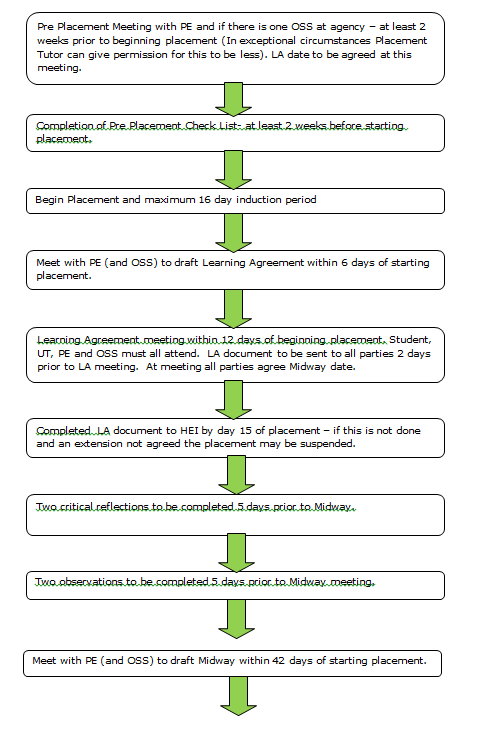 Pre Placement Meeting with PE and if there is one OSS at agency – at least 2
weeks prior to beginning placement (In exceptional circumstances Placement
Tutor can give permission for this to be less). LA date to be agreed at this
meeting.
Completion of Pre Placement Check List- at least 2 weeks before starting
placement.
Begin Placement and maximum 16 day induction period
Meet with PE (and OSS) to draft Learning Agreement within 6 days of starting
placement.
Learning Agreement meeting within 12 days of beginning placement. Student,
UT, PE and OSS must all attend.  LA document to be sent to all parties 2 days
prior to LA meeting.  At meeting all parties agree Midway date.
Completed  LA document to HEI by day 15 of placement – if this is not done
and an extension not agreed the placement may be suspended.
Two critical reflections to be completed 5 days prior to Midway.
Two observations to be completed 5 days prior to Midway meeting.
Meet with PE (and OSS) to draft Midway within 42 days of starting placement.